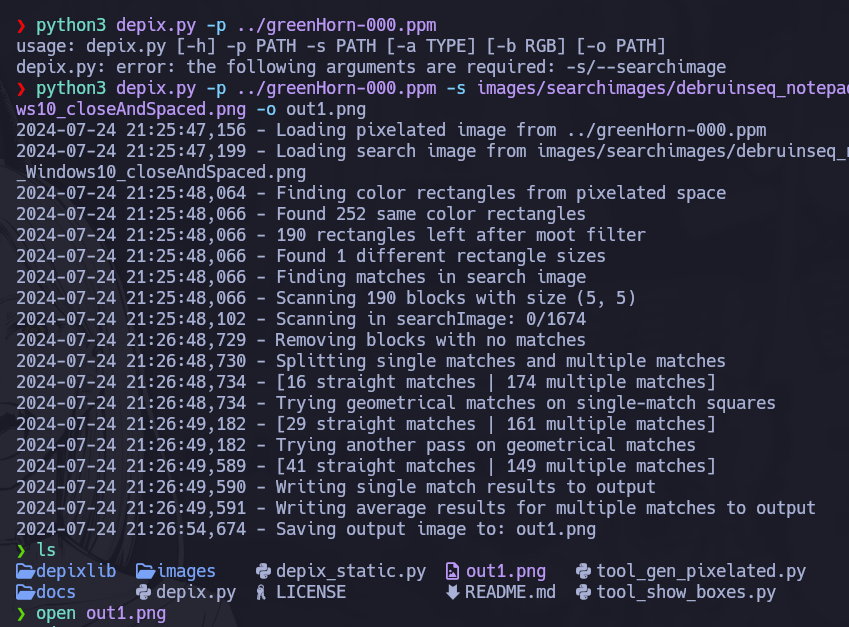 ❯ python3 depix.py -p ../greenHorn-000.ppm
usage: depix.py [-h] -p PATH -s PATH [-a TYPE] [-b RGB] [-o PATH]
depix.py: error: the following arguments are required: -s/--searchimage
❯ python3 depix.py -p ../greenHorn-000.ppm -s images/searchimages/debruinseq_notepad
ws10_closeAndSpaced.png -o out1.png
2024-07-24 21:25:47,156 - Loading pixelated image from ../greenHorn-000.ppm
2024-07-24 21:25:47,199 - Loading search image from images/searchimages/debruinseq_
_Windows10_closeAndSpaced.png
2024-07-24 21:25:48,064 - Finding color rectangles from pixelated space
2024-07-24 21:25:48,066 - Found 252 same color rectangles
2024-07-24 21:25:48,066 - 190 rectangles left after moot filter
2024-07-24 21:25:48,066 - Found 1 different rectangle sizes
2024-07-24 21:25:48,066 - Finding matches in search image
2024-07-24 21:25:48,066 - Scanning 190 blocks with size (5, 5)
2024-07-24 21:25:48,102 - Scanning in searchImage: 0/1674
2024-07-24 21:26:48,729 - Removing blocks with no matches
2024-07-24 21:26:48,730 - Splitting single matches and multiple matches
2024-07-24 21:26:48,734 - [16 straight matches | 174 multiple matches]
2024-07-24 21:26:48,734 - Trying geometrical matches on single-match squares
2024-07-24 21:26:49,182 - [29 straight matches | 161 multiple matches]
2024-07-24 21:26:49,182 - Trying another pass on geometrical matches
2024-07-24 21:26:49,589 - [41 straight matches | 149 multiple matches]
2024-07-24 21:26:49,590 - Writing single match results to output
2024-07-24 21:26:49,591 - Writing average results for multiple matches to output
2024-07-24 21:26:54,674 - Saving output image to: out1.png
❯ ls
depixlib images depix_static.py out1.png tool_gen_pixelated.py
docs depix.py LICENSE README.md tool_show_boxes.py
❯ open out1.png